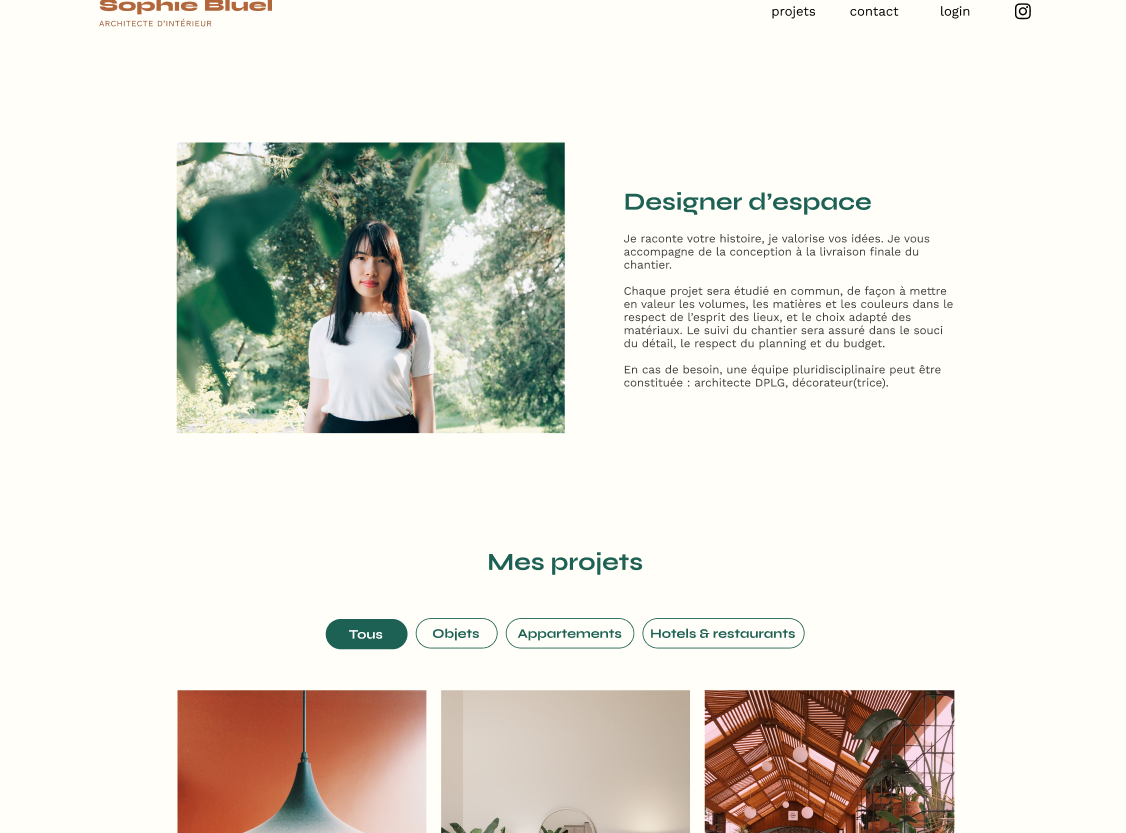 Sophie Bluel
ARCHITECTE D'INTÉRIEUR
projets
contact
login
Designer d’espace
Je raconte votre histoire, je valorise vos idées. Je vous
accompagne de la conception à la livraison finale du
chantier.
Chaque projet sera étudié en commun, de façon à mettre
en valeur les volumes, les matières et les couleurs dans le
respect de l’esprit des lieux, et le choix adapté des
matériaux. Le suivi du chantier sera assuré dans le souci
du détail, le respect du planning et du budget.
En cas de besoin, une équipe pluridisciplinaire peut être
constituée : architecte DPLG, décorateur(trice).
Mes projets
Tous
Objets
Appartements
Hotels & restaurants